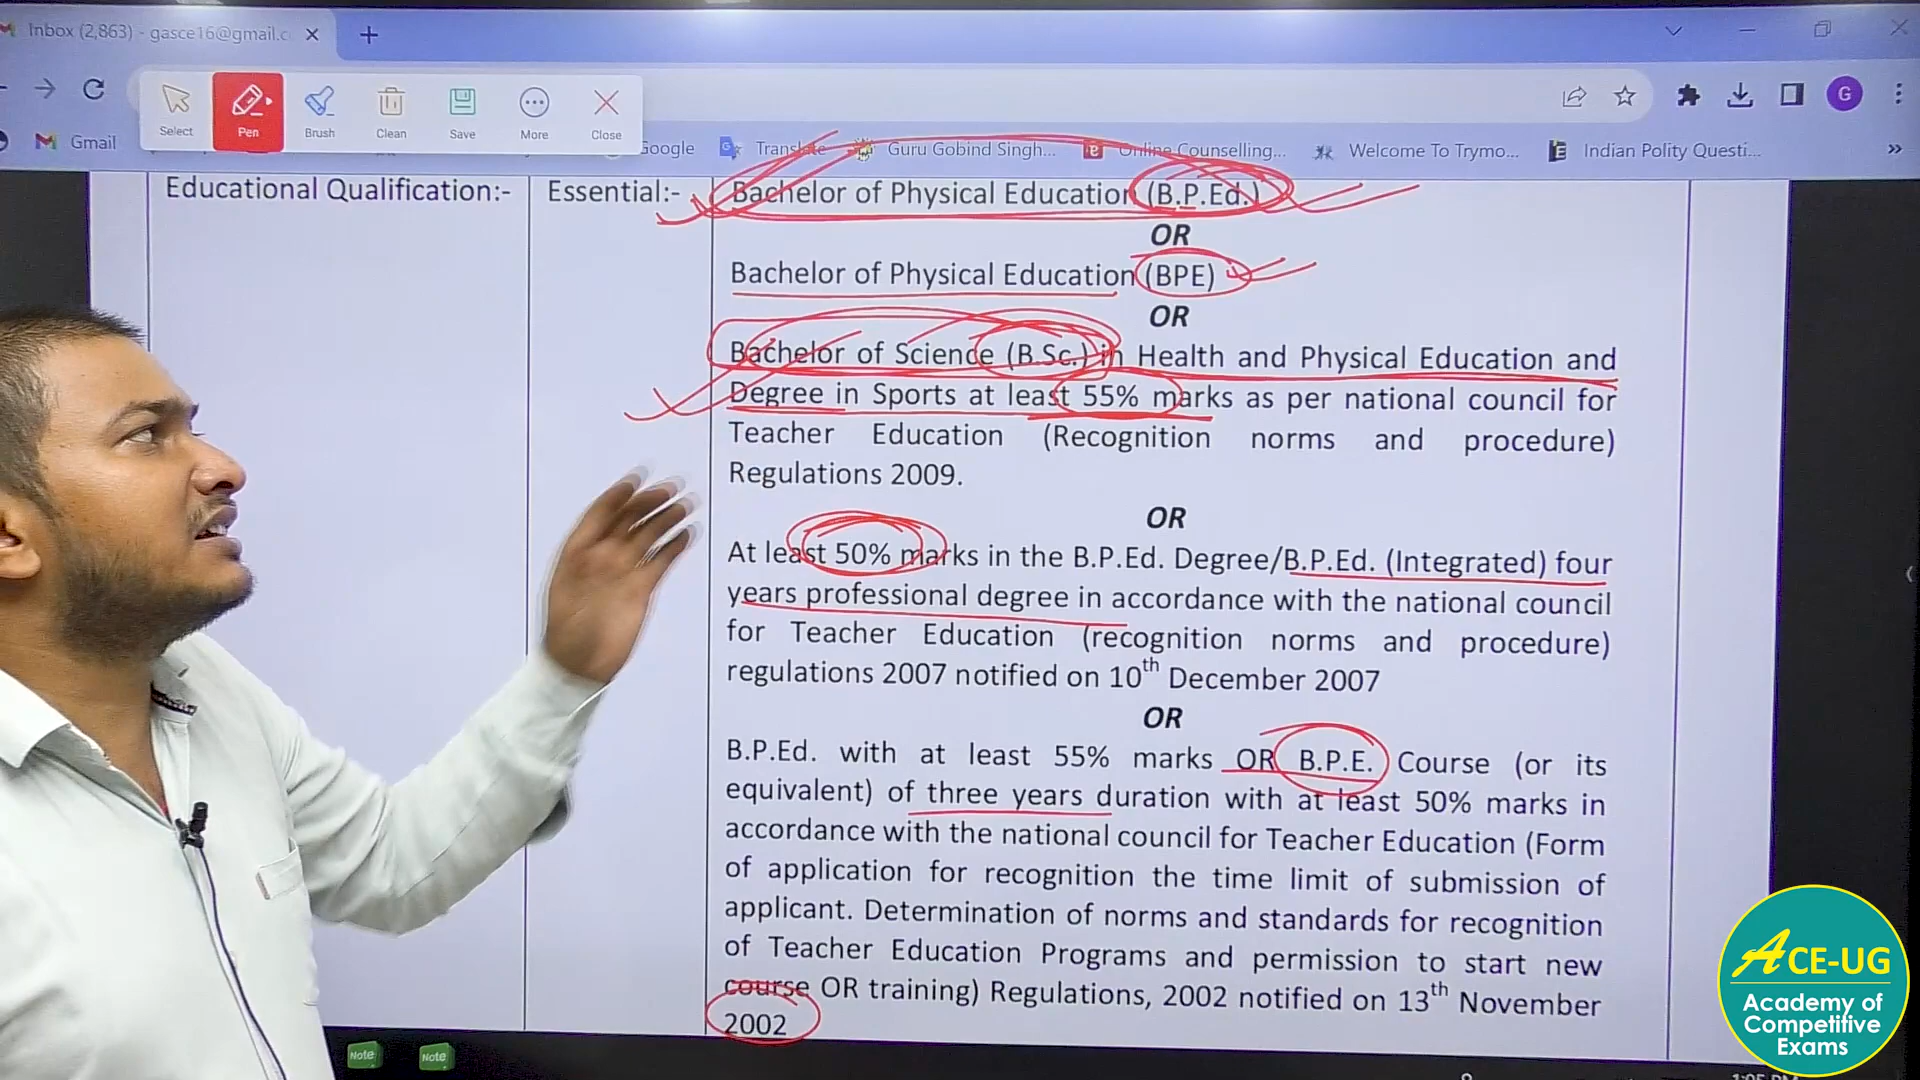 Inbox (2,863) - gasce16@gmail.c
Select
Pen
Brush
Clean
Save
More
Close
G
Gmail
Google
Translate
Guru Gobind Singh...
Online Counselling...
Welcome To Trymo...
Indian Polity Questi...
Educational Qualification:-
Essential:-
Bachelor of Physical Education (B.P.Ed.)
OR
Bachelor of Physical Education (BPE)
OR
Bachelor of Science (B.Sc.) in Health and Physical Education and
Degree in Sports at least 55% marks as per national council for
Teacher Education (Recognition norms and procedure)
Regulations 2009.
OR
At least 50% marks in the B.P.Ed. Degree/B.P.Ed. (Integrated) four
years professional degree in accordance with the national council
for Teacher Education (recognition norms and procedure)
regulations 2007 notified on 10th December 2007
OR
B.P.Ed. with at least 55% marks OR B.P.E. Course (or its
equivalent) of three years duration with at least 50% marks in
accordance with the national council for Teacher Education (Form
of application for recognition the time limit of submission of
applicant. Determination of norms and standards for recognition
of Teacher Education Programs and permission to start new
course OR training) Regulations, 2002 notified on 13th November
2002
Note
Note
ACE-UG
Academy of
Competitive
Exams